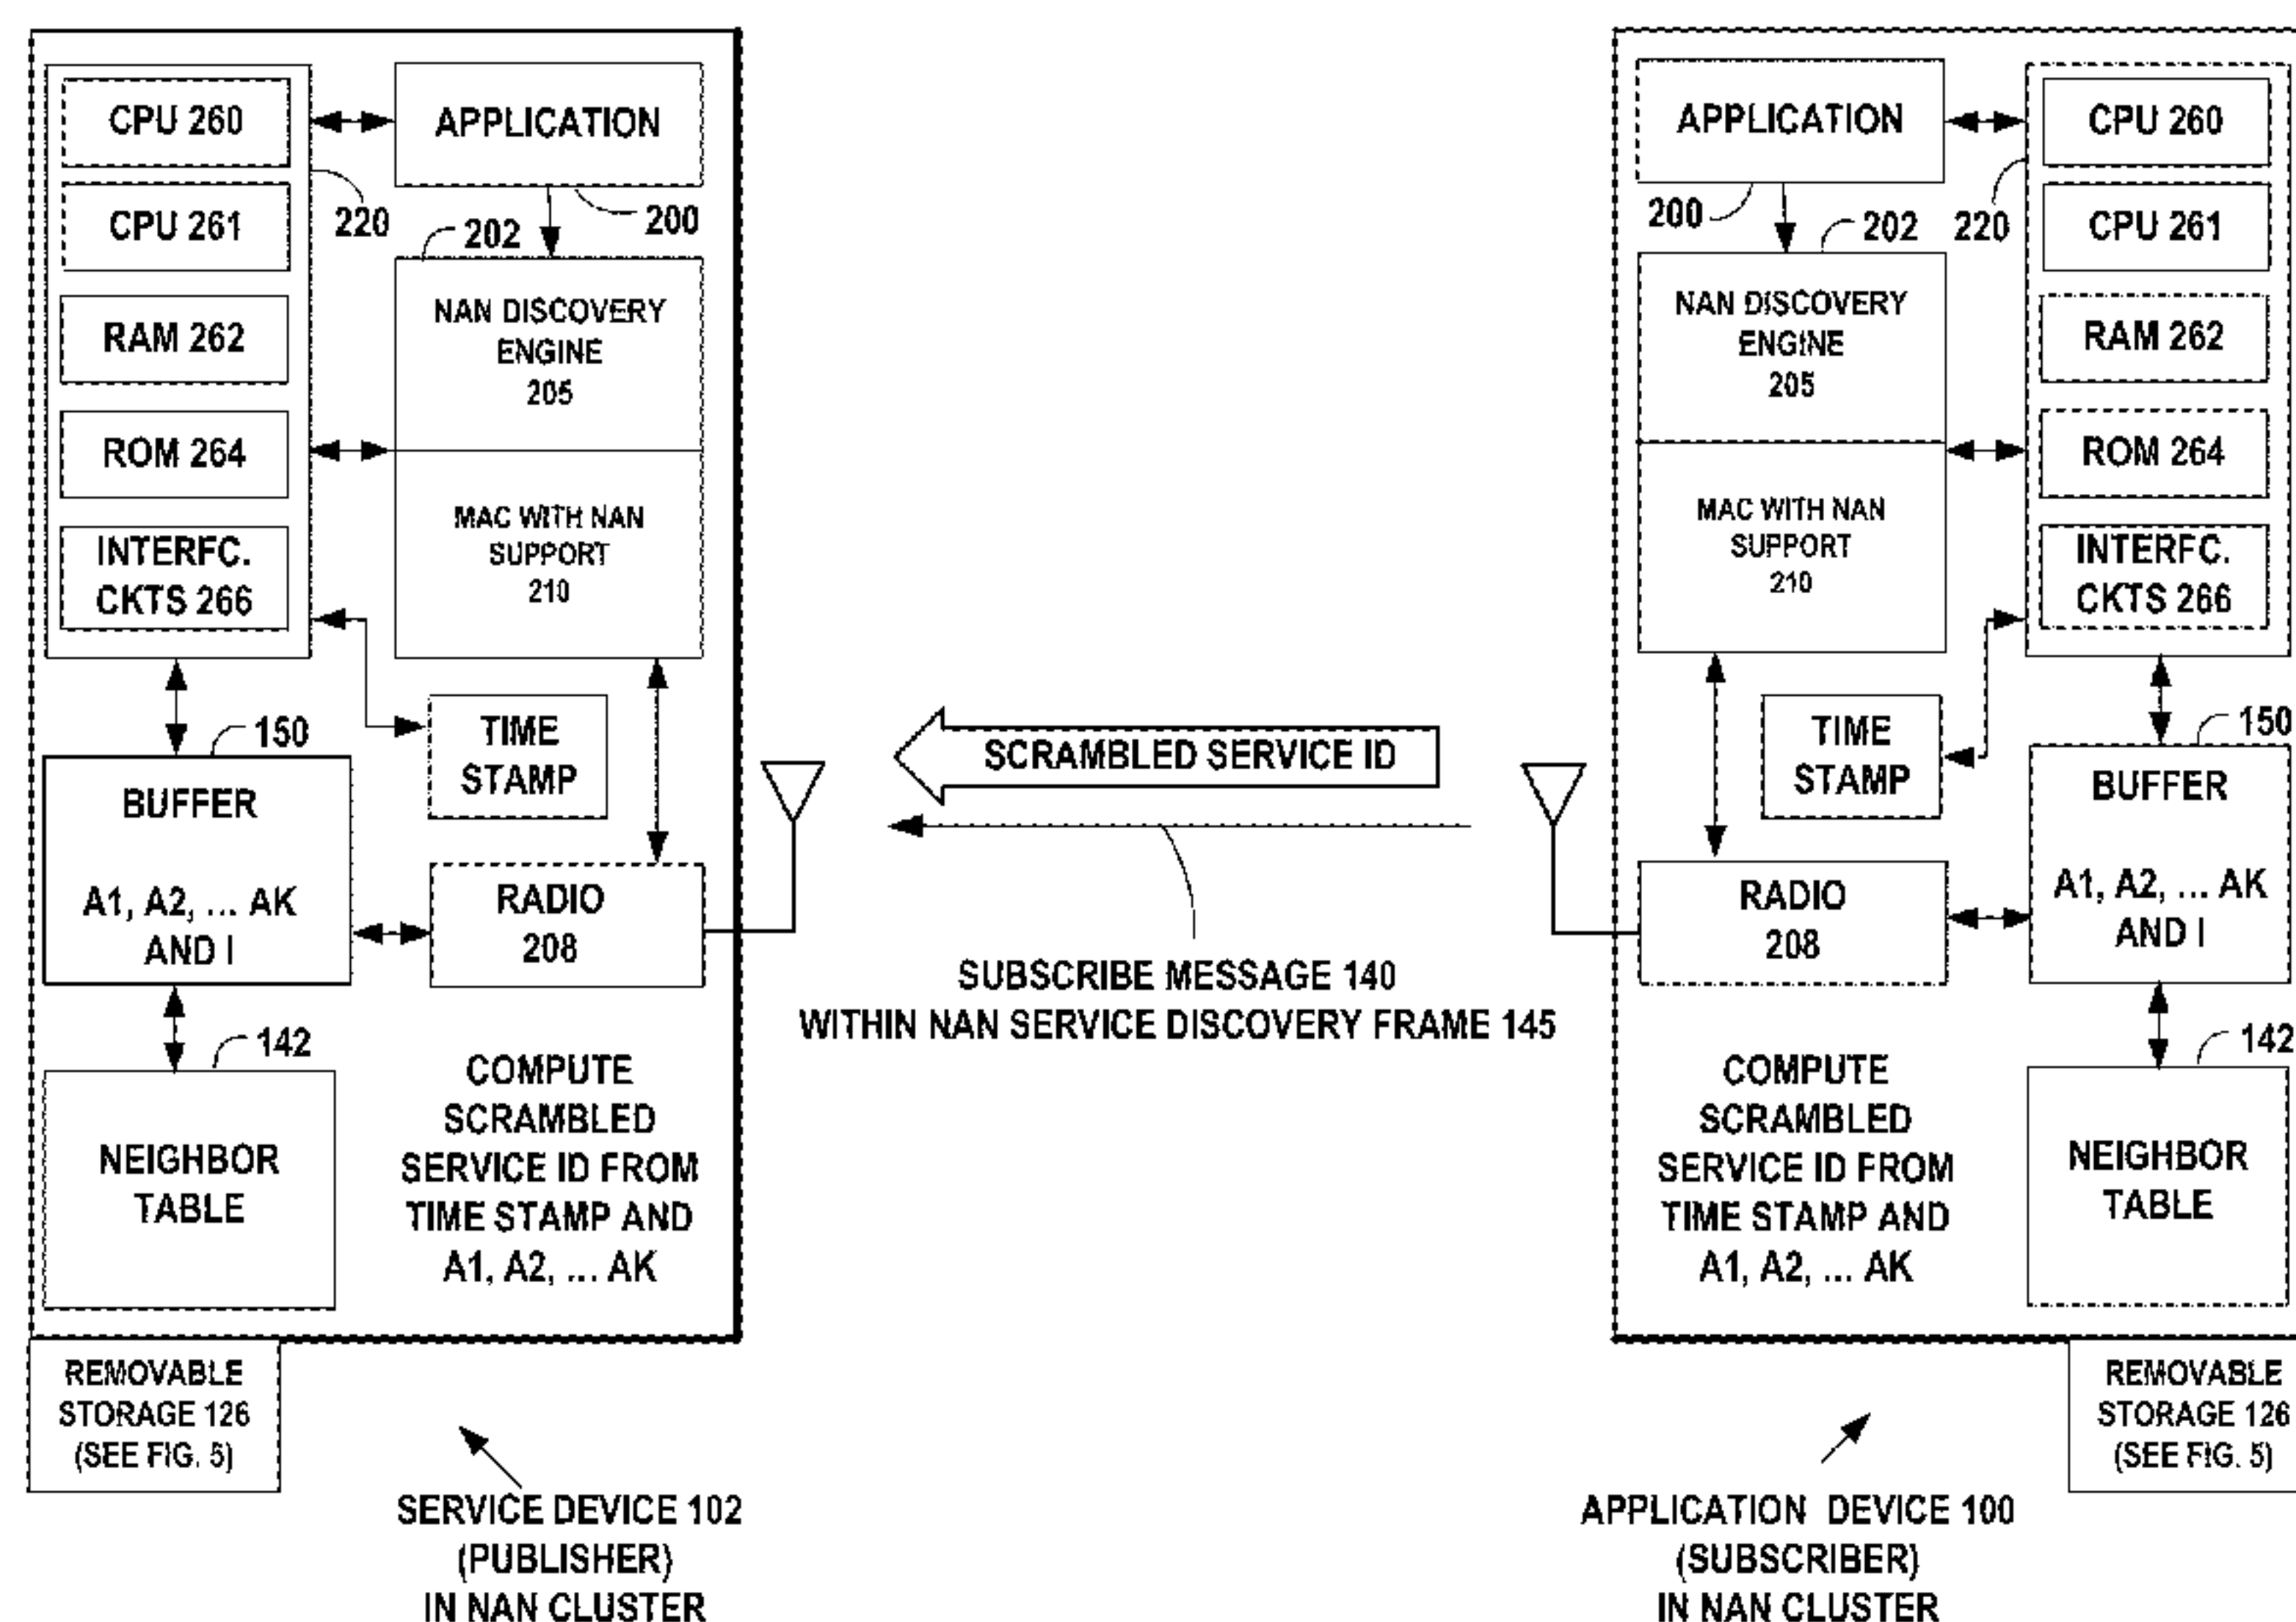 CPU 260
CPU 261
RAM 262
ROM 264
INTERFC.
CKTS 266
220
APPLICATION
200
202
NAN DISCOVERY
ENGINE
205
MAC WITH NAN
SUPPORT
210
TIME
STAMP
150
BUFFER
A1, A2, ... AK
AND I
RADIO
208
142
NEIGHBOR
TABLE
COMPUTE
SCRAMBLED
SERVICE ID FROM
TIME STAMP AND
A1, A2, ... AK
REMOVABLE
STORAGE 126
(SEE FIG. 5)
SERVICE DEVICE 102
(PUBLISHER)
IN NAN CLUSTER
SCRAMBLED SERVICE ID
SUBSCRIBE MESSAGE 140
WITHIN NAN SERVICE DISCOVERY FRAME 145
APPLICATION
200
202
220
NAN DISCOVERY
ENGINE
205
MAC WITH NAN
SUPPORT
210
CPU 260
CPU 261
RAM 262
ROM 264
INTERFC.
CKTS 266
TIME
STAMP
150
BUFFER
A1, A2, ... AK
AND I
RADIO
208
142
NEIGHBOR
TABLE
COMPUTE
SCRAMBLED
SERVICE ID FROM
TIME STAMP AND
A1, A2, ... AK
REMOVABLE
STORAGE 126
(SEE FIG. 5)
APPLICATION DEVICE 100
(SUBSCRIBER)
IN NAN CLUSTER